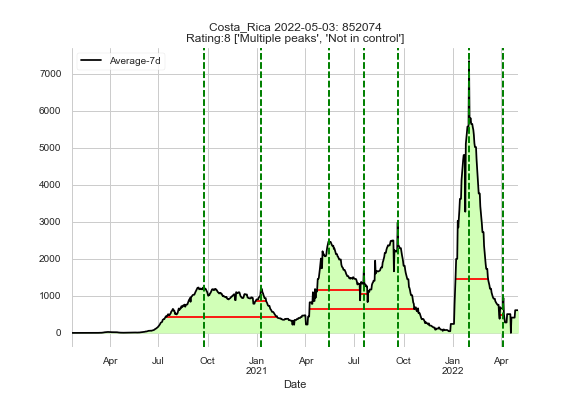 Costa_Rica 2022-05-03: 852074
Rating:8 ['Multiple peaks', 'Not in control']
Average-7d
7000
6000
5000
4000
3000
2000
1000
0
Apr Jul Oct Jan Apr Jul Oct Jan Apr
2021 2022
Date